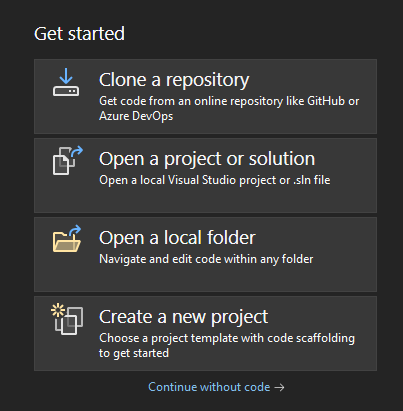 Get started
Clone a repository
Get code from an online repository like GitHub or
Azure DevOps
Open a project or solution
Open a local Visual Studio project or .sln file
Open a local folder
Navigate and edit code within any folder
Create a new project
Choose a project template with code scaffolding
to get started
Continue without code →